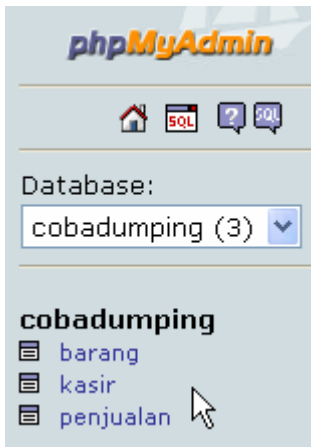 phpMyAdmin
SQL ? SQL
Database:
cobadumping (3)
cobadumping
barang
kasir
penjualan